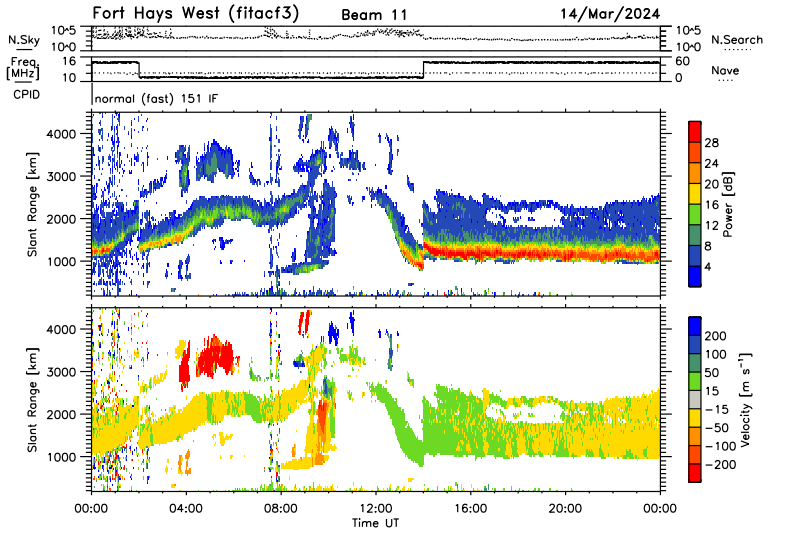 Fort Hays West (fitacf3) Beam 11 14/Mar/2024
N.Sky 10^5 10^0 10^5 10^0 N.Search
Freq. [MHz] 16 10 60 0 Nave
CPID normal (fast) 151 IF
Slant Range [km] 4000 3000 2000 1000
Power [dB] 28 24 20 16 12 8 4
Slant Range [km] 4000 3000 2000 1000
Velocity [m s⁻¹] 200 100 50 15 −15 −50 −100 −200
00:00 04:00 08:00 12:00 16:00 20:00 00:00
Time UT